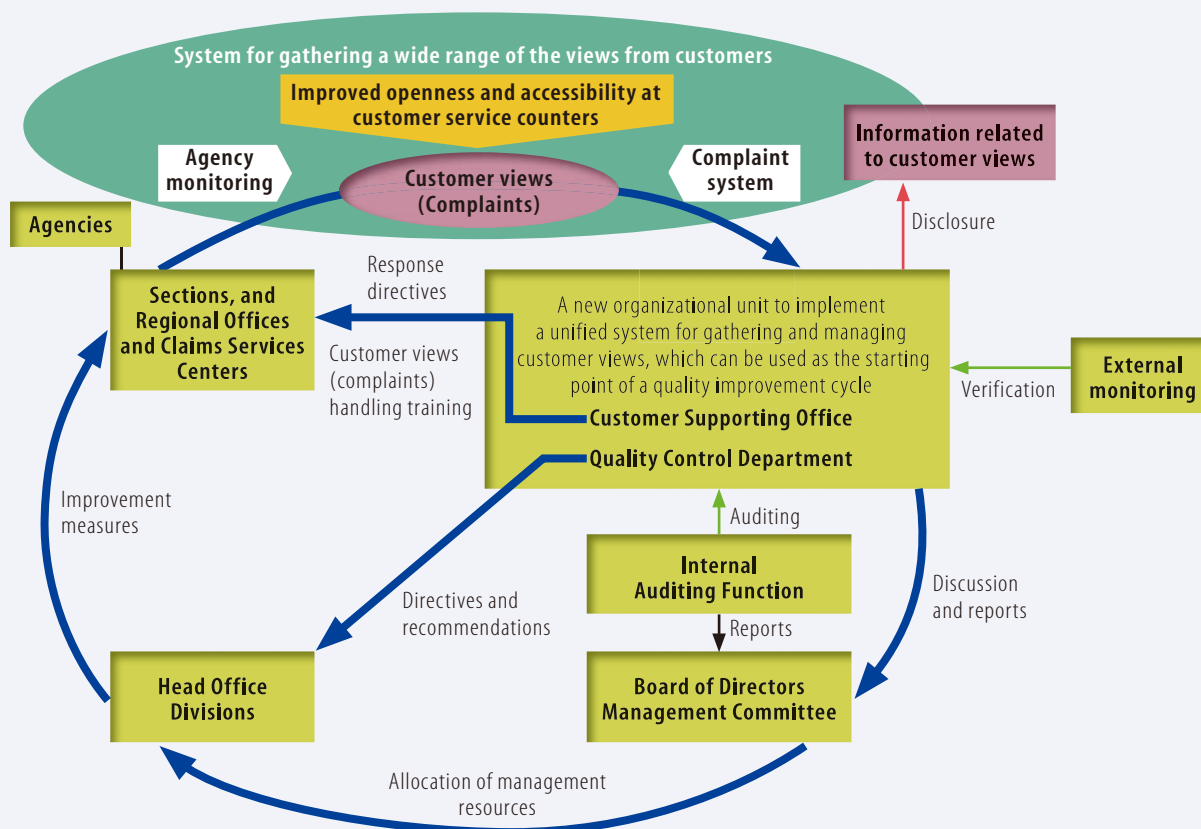 System for gathering a wide range of the views from customers
Improved openness and accessibility at
customer service counters
Agency
monitoring
Customer views
(Complaints)
Complaint
system
Information related
to customer views
Agencies
Disclosure
Sections, and
Regional Offices
and Claims Services
Centers
Response
directives
Customer views
(complaints)
handling training
A new organizational unit to implement
a unified system for gathering and managing
customer views, which can be used as the starting
point of a quality improvement cycle
Customer Supporting Office
Quality Control Department
Verification
External
monitoring
Improvement
measures
Auditing
Internal
Auditing Function
Directives and
recommendations
Discussion
and reports
Reports
Head Office
Divisions
Board of Directors
Management Committee
Allocation of management
resources